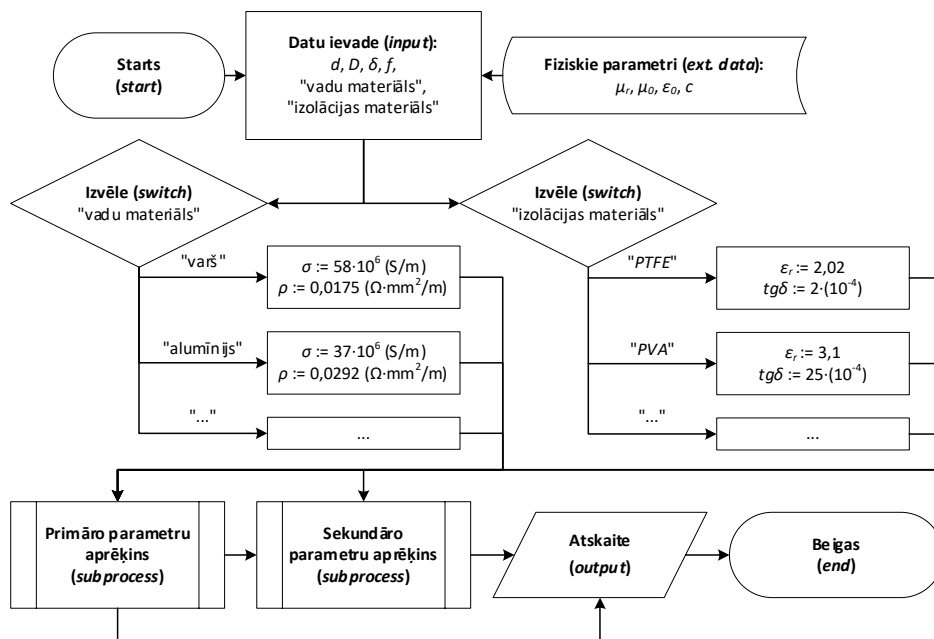 Starts
(start)
Datu ievade (input):
d, D, δ, f,
"vadu materiāls",
"izolācijas materiāls"
Fiziskie parametri (ext. data):
μr, μ0, ε0, c
Izvēle (switch)
"vadu materiāls"
Izvēle (switch)
"izolācijas materiāls"
"varš"
σ := 58·10⁶ (S/m)
ρ := 0,0175 (Ω·mm²/m)
"alumīnijs"
σ := 37·10⁶ (S/m)
ρ := 0,0292 (Ω·mm²/m)
"..."
...
"PTFE"
εr := 2,02
tgδ := 2·(10⁻⁴)
"PVA"
εr := 3,1
tgδ := 25·(10⁻⁴)
"..."
...
Primāro parametru
aprēķins
(subprocess)
Sekundāro
parametru aprēķins
(subprocess)
Atskaite
(output)
Beigas
(end)